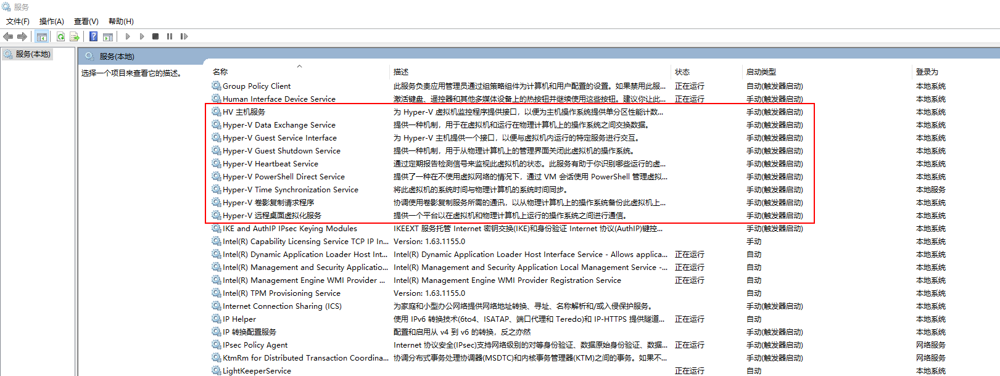 服务
文件(F) 操作(A) 查看(V) 帮助(H)
服务(本地)
服务(本地)
选择一个项目来查看它的描述。
名称 描述 状态 启动类型 登录为
Group Policy Client 此服务负责应用管理员通过组策略组件为计算机和用户配置的设置。如果禁用此服... 正在运行 自动(触发器启动) 本地系统
Human Interface Device Service 激活键盘、遥控器和其他多媒体设备上的热按钮并继续使用这些按钮。建议你让此... 正在运行 手动(触发器启动) 本地系统
HV 主机服务 为 Hyper-V 虚拟机监控程序提供接口，以便为主机操作系统提供单分区性能计数... 手动(触发器启动) 本地系统
Hyper-V Data Exchange Service 提供一种机制，用于在虚拟机和运行在物理计算机上的操作系统之间交换数据。 手动(触发器启动) 本地系统
Hyper-V Guest Service Interface 为 Hyper-V 主机提供一个接口，以便与虚拟机内运行的特定服务进行交互。 手动(触发器启动) 本地系统
Hyper-V Guest Shutdown Service 提供一种机制，用于从物理计算机上的管理界面关闭此虚拟机的操作系统。 手动(触发器启动) 本地系统
Hyper-V Heartbeat Service 通过定期报告检测信号来监视此虚拟机的状态。此服务有助于你识别哪些运行的虚... 手动(触发器启动) 本地系统
Hyper-V PowerShell Direct Service 提供了一种在不使用虚拟网络的情况下，通过 VM 会话使用 PowerShell 管理虚拟... 手动(触发器启动) 本地系统
Hyper-V Time Synchronization Service 将此虚拟机的系统时间与物理计算机的系统时间同步。 手动(触发器启动) 本地服务
Hyper-V 卷影复制请求程序 协调使用卷影复制服务所需的通讯，以从物理计算机上的操作系统备份此虚拟机上... 手动(触发器启动) 本地系统
Hyper-V 远程桌面虚拟化服务 提供一个平台以在虚拟机和物理计算机上运行的操作系统之间进行通信。 手动(触发器启动) 本地系统
IKE and AuthIP IPsec Keying Modules IKEEXT 服务托管 Internet 密钥交换(IKE)和身份验证 Internet 协议(AuthIP)键控... 手动(触发器启动) 本地系统
Intel(R) Capability Licensing Service TCP IP In... Version: 1.63.1155.0 手动 本地系统
Intel(R) Dynamic Application Loader Host Int... Intel(R) Dynamic Application Loader Host Interface Service - Allows applica... 正在运行 自动 本地系统
Intel(R) Management and Security Applicatio... Intel(R) Management and Security Application Local Management Service -... 正在运行 自动 本地系统
Intel(R) Management Engine WMI Provider ... Intel(R) Management Engine WMI Provider Registration Service 正在运行 自动 本地系统
Intel(R) TPM Provisioning Service Version: 1.63.1155.0 自动 本地系统
Internet Connection Sharing (ICS) 为家庭和小型办公网络提供网络地址转换、寻址、名称解析和/或入侵保护服务。 手动(触发器启动) 本地系统
IP Helper 使用 IPv6 转换技术(6to4、ISATAP、端口代理和 Teredo)和 IP-HTTPS 提供隧道... 正在运行 自动 本地系统
IP 转换配置服务 配置和启用从 v4 到 v6 的转换，反之亦然 手动(触发器启动) 本地系统
IPsec Policy Agent Internet 协议安全(IPsec)支持网络级别的对等身份验证、数据原始身份验证、数据... 正在运行 手动(触发器启动) 网络服务
KtmRm for Distributed Transaction Coordina... 协调分布式事务处理协调器(MSDTC)和内核事务管理器(KTM)之间的事务。如果不... 手动(触发器启动) 网络服务
LightKeeperService 正在运行 自动 本地系统